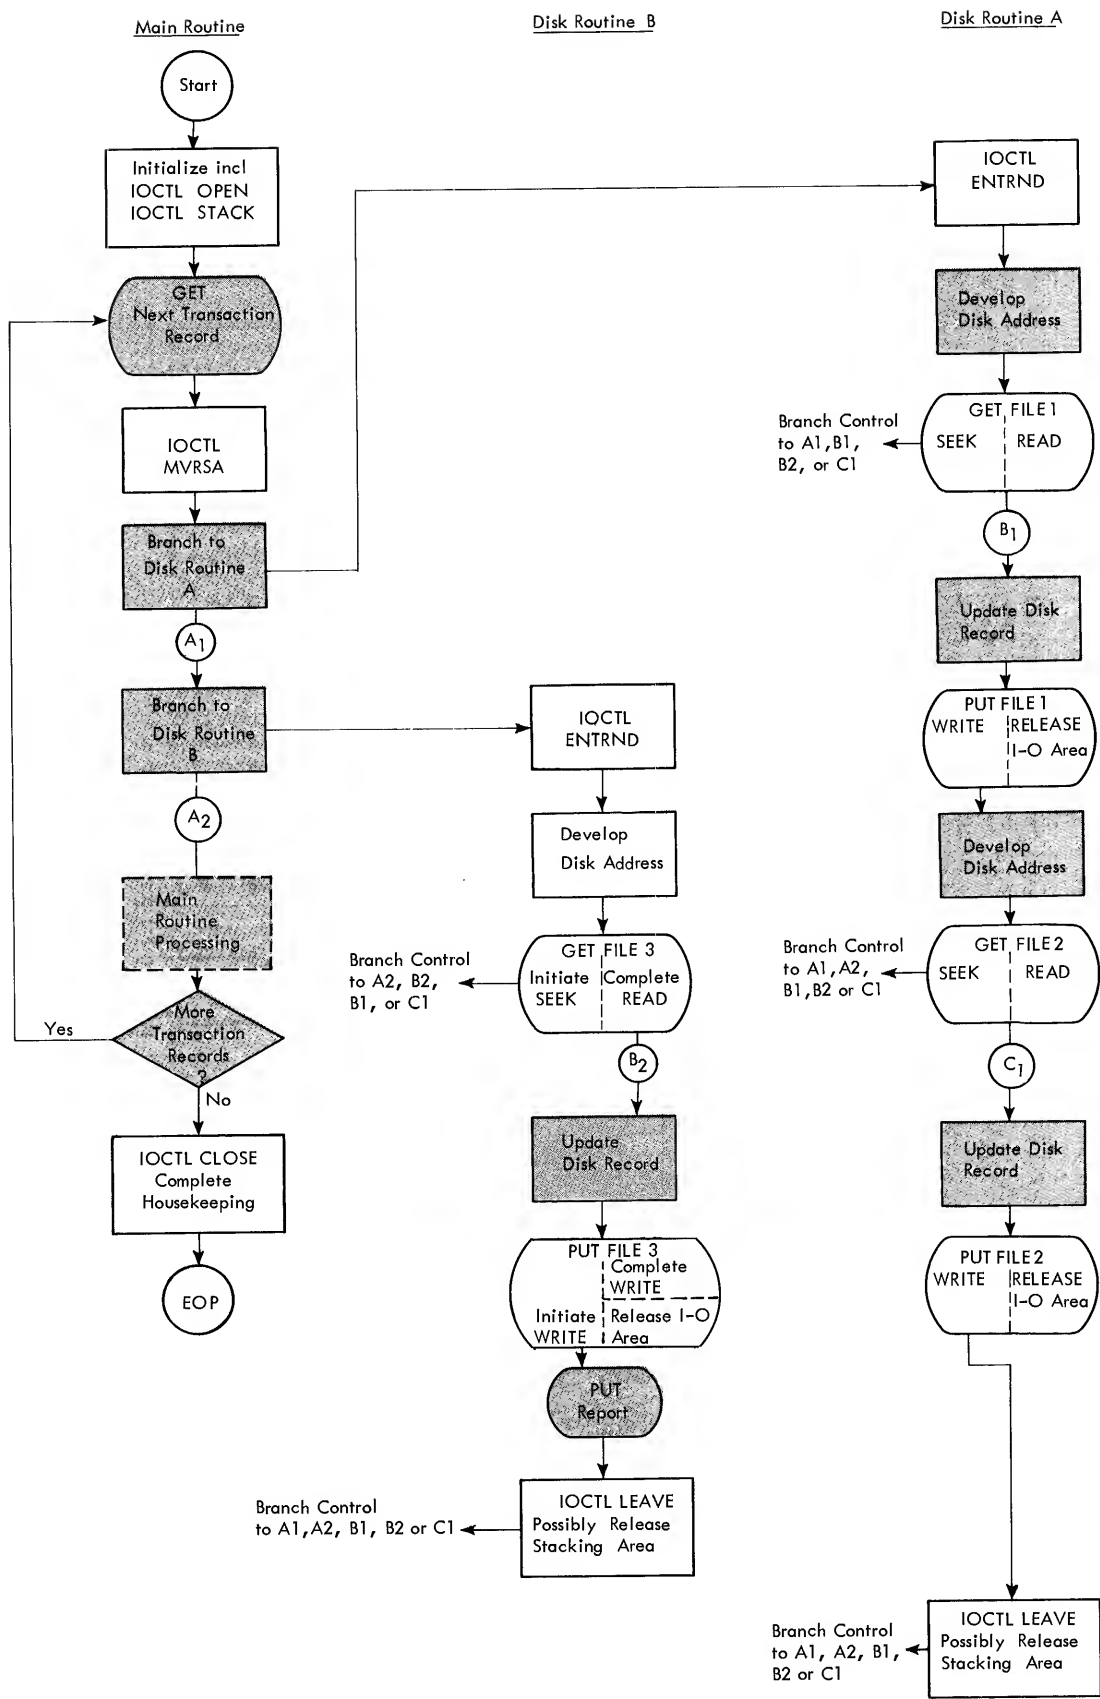 Main Routine
Start
Initialize incl
IOCTL OPEN
IOCTL STACK
GET
Next Transaction
Record
IOCTL
MVRSA
Branch to
Disk Routine
A
A1
Branch to
Disk Routine
B
A2
Main
Routine
Processing
More
Transaction
Records
?
Yes
No
IOCTL CLOSE
Complete
Housekeeping
EOP
Disk Routine B
IOCTL
ENTRND
Develop
Disk Address
GET FILE 3
Initiate Complete
SEEK READ
Branch Control
to A2, B2,
B1, or C1
B2
Update
Disk Record
PUT FILE 3
Complete
WRITE
Initiate Release I-O
WRITE Area
PUT
Report
IOCTL LEAVE
Possibly Release
Stacking Area
Branch Control
to A1,A2, B1, B2 or C1
Disk Routine A
IOCTL
ENTRND
Develop
Disk Address
GET FILE1
SEEK READ
Branch Control
to A1,B1,
B2, or C1
B1
Update Disk
Record
PUT FILE1
WRITE RELEASE
I-O Area
Develop
Disk Address
GET FILE2
SEEK READ
Branch Control
to A1,A2,
B1,B2 or C1
C1
Update Disk
Record
PUT FILE2
WRITE RELEASE
I-O Area
IOCTL LEAVE
Possibly Release
Stacking Area
Branch Control
to A1, A2, B1,
B2 or C1